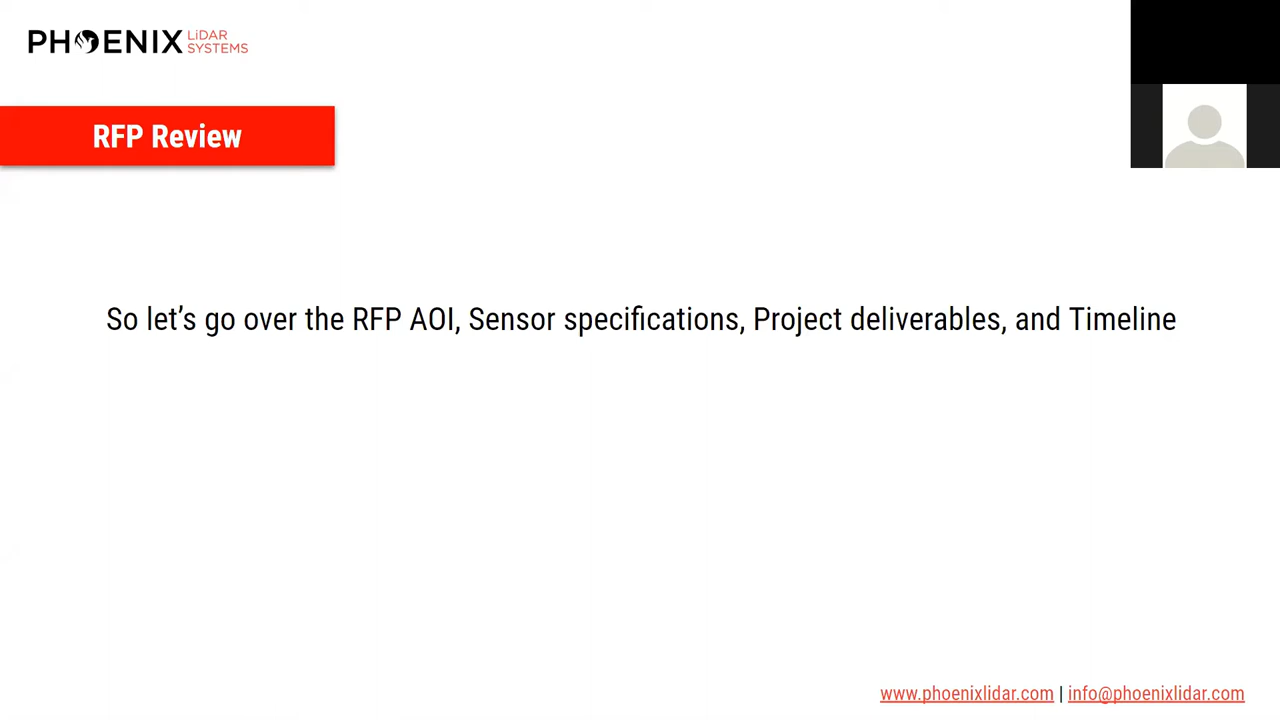 PHOENIX LiDAR SYSTEMS
RFP Review
So let’s go over the RFP AOI, Sensor specifications, Project deliverables, and Timeline
www.phoenixlidar.com | info@phoenixlidar.com